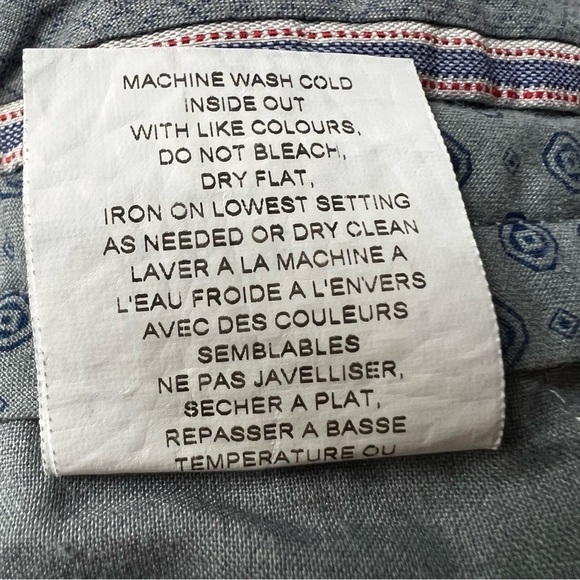 MACHINE WASH COLD
INSIDE OUT
WITH LIKE COLOURS,
DO NOT BLEACH,
DRY FLAT,
IRON ON LOWEST SETTING
AS NEEDED OR DRY CLEAN
LAVER A LA MACHINE A
L'EAU FROIDE A L'ENVERS
AVEC DES COULEURS
SEMBLABLES
NE PAS JAVELLISER,
SECHER A PLAT,
REPASSER A BASSE
TEMPERATURE OU